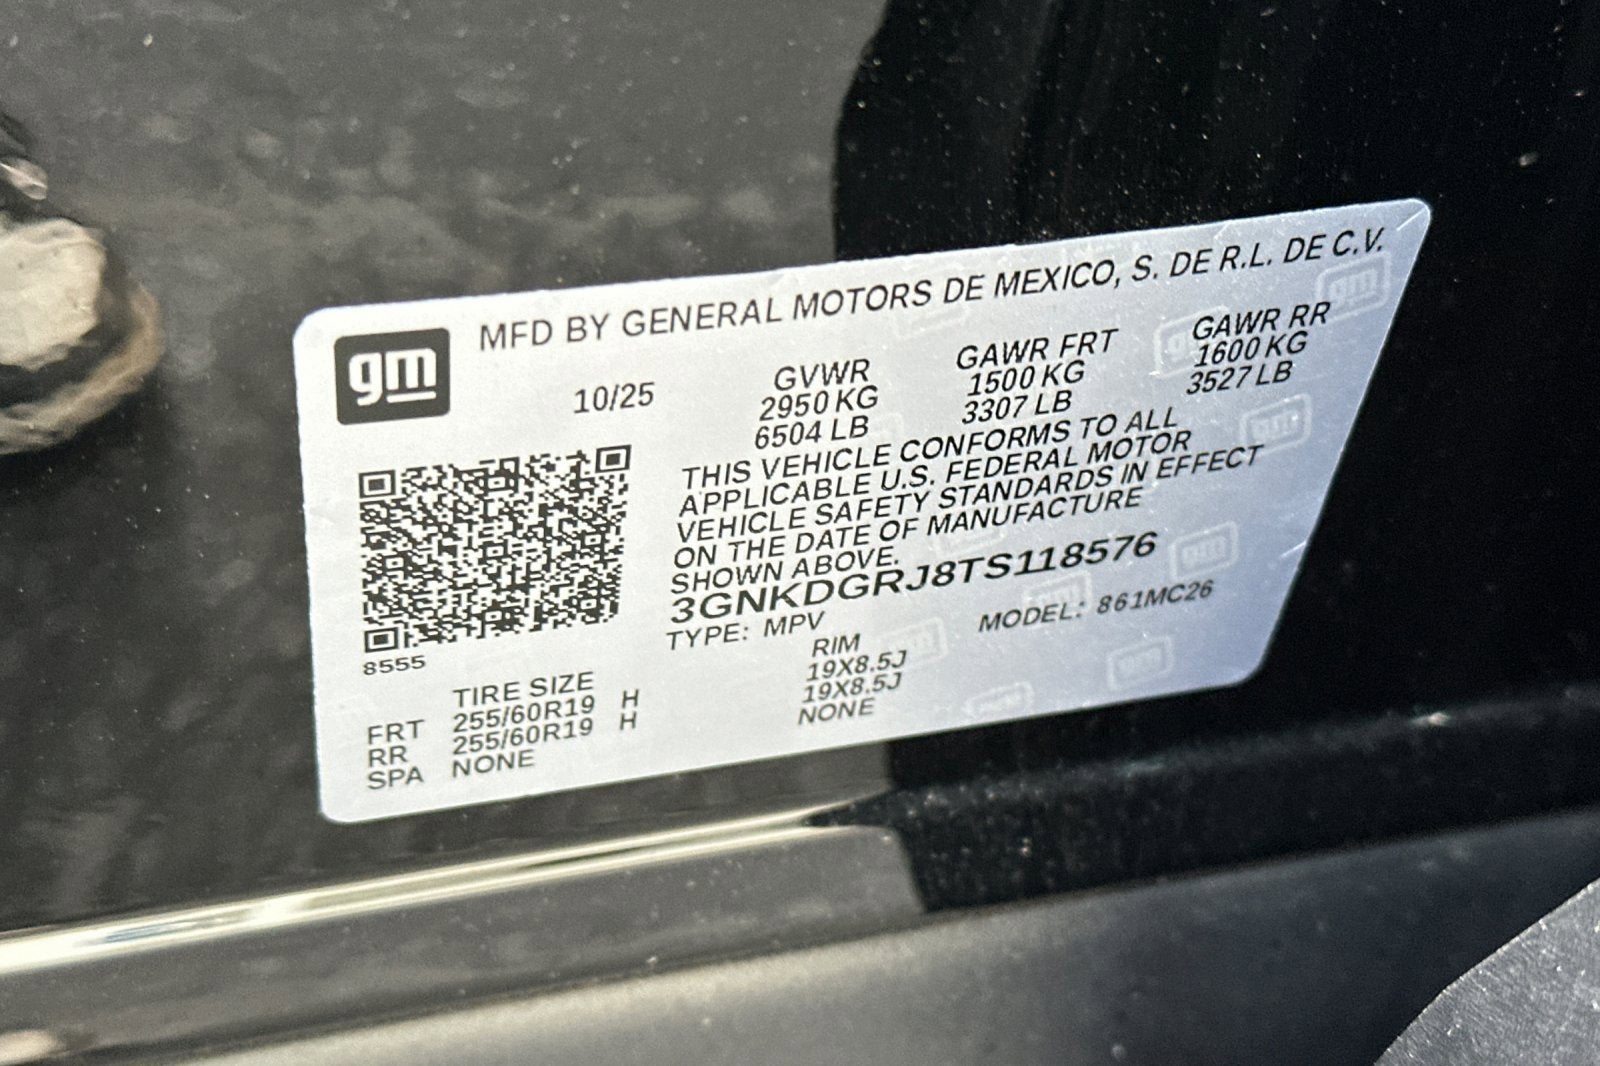 MFD BY GENERAL MOTORS DE MEXICO, S. DE R.L. DE C.V.
gm
10/25
GVWR GAWR FRT GAWR RR
2950 KG 1500 KG 1600 KG
6504 LB 3307 LB 3527 LB
THIS VEHICLE CONFORMS TO ALL
APPLICABLE U.S. FEDERAL MOTOR
VEHICLE SAFETY STANDARDS IN EFFECT
ON THE DATE OF MANUFACTURE
SHOWN ABOVE.
3GNKDGRJ8TS118576
TYPE: MPV MODEL: 861MC26
8555
TIRE SIZE RIM
FRT 255/60R19 H 19X8.5J
RR 255/60R19 H 19X8.5J
SPA NONE NONE